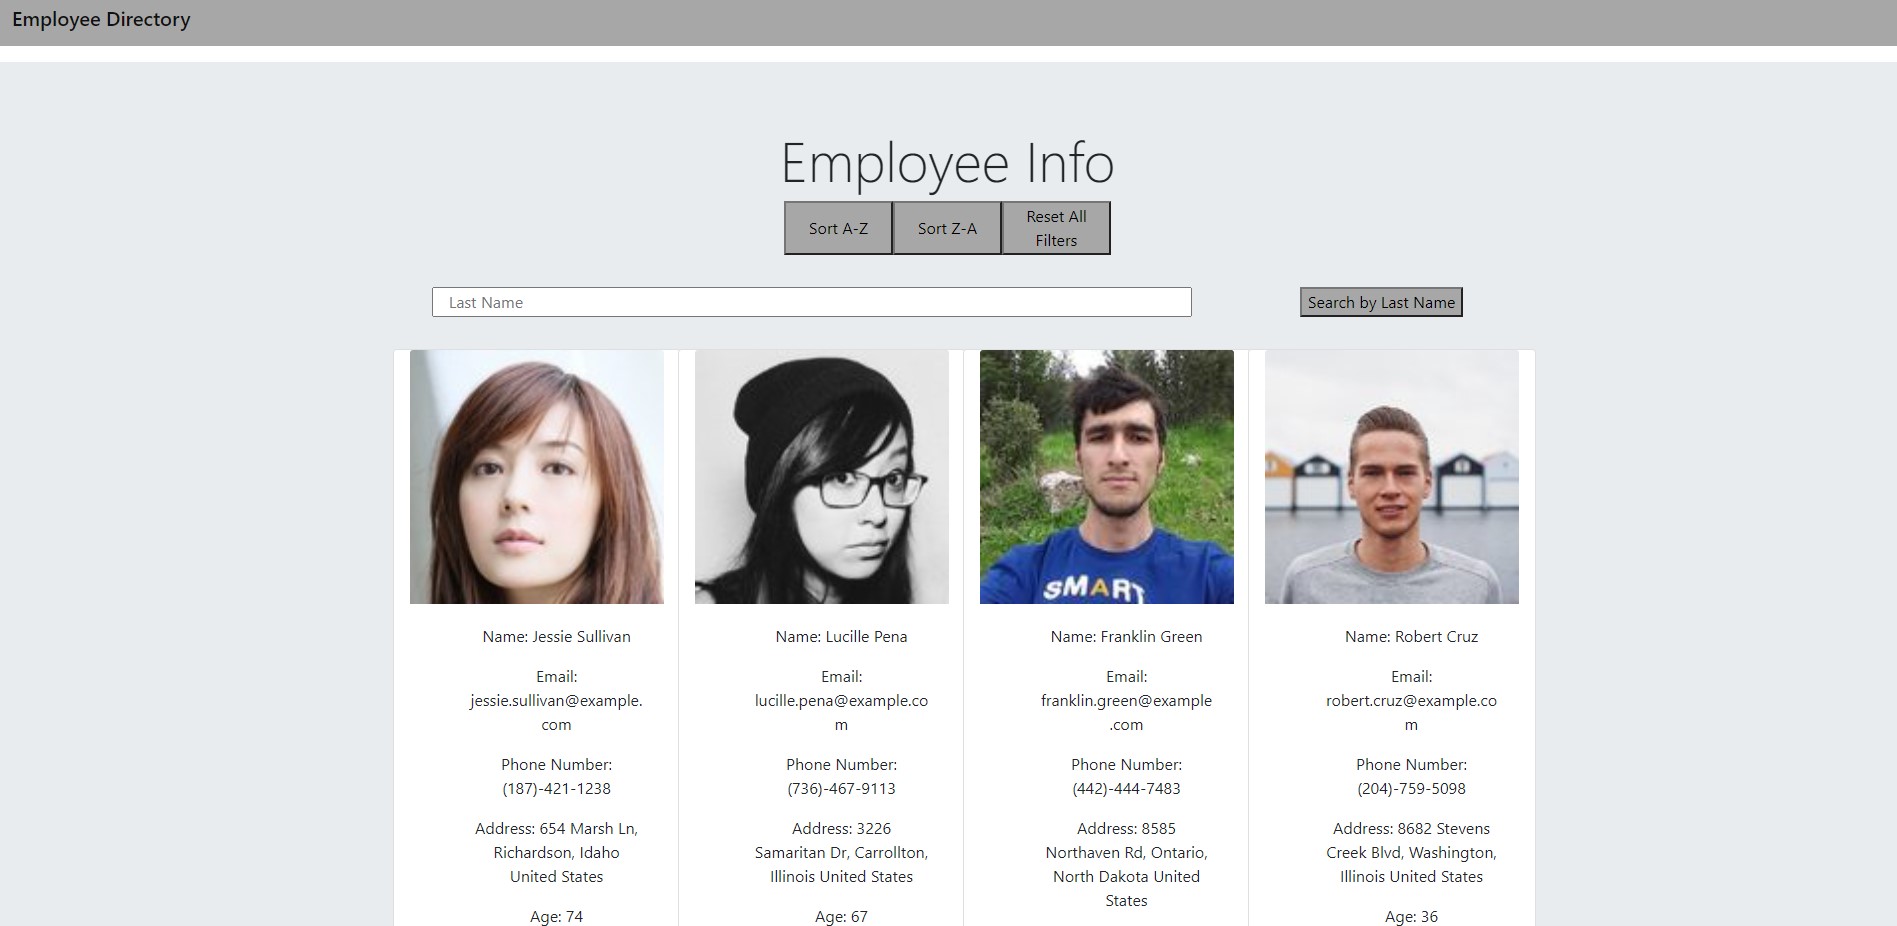 Employee Directory
Employee Info
Sort A-Z
Sort Z-A
Reset All
Filters
Last Name
Search by Last Name
SMART
Name: Jessie Sullivan
Email:
jessie.sullivan@example.
com
Phone Number:
(187)-421-1238
Address: 654 Marsh Ln,
Richardson, Idaho
United States
Age: 74
Name: Lucille Pena
Email:
lucille.pena@example.co
m
Phone Number:
(736)-467-9113
Address: 3226
Samaritan Dr, Carrollton,
Illinois United States
Age: 67
Name: Franklin Green
Email:
franklin.green@example
.com
Phone Number:
(442)-444-7483
Address: 8585
Northaven Rd, Ontario,
North Dakota United
States
Name: Robert Cruz
Email:
robert.cruz@example.co
m
Phone Number:
(204)-759-5098
Address: 8682 Stevens
Creek Blvd, Washington,
Illinois United States
Age: 36